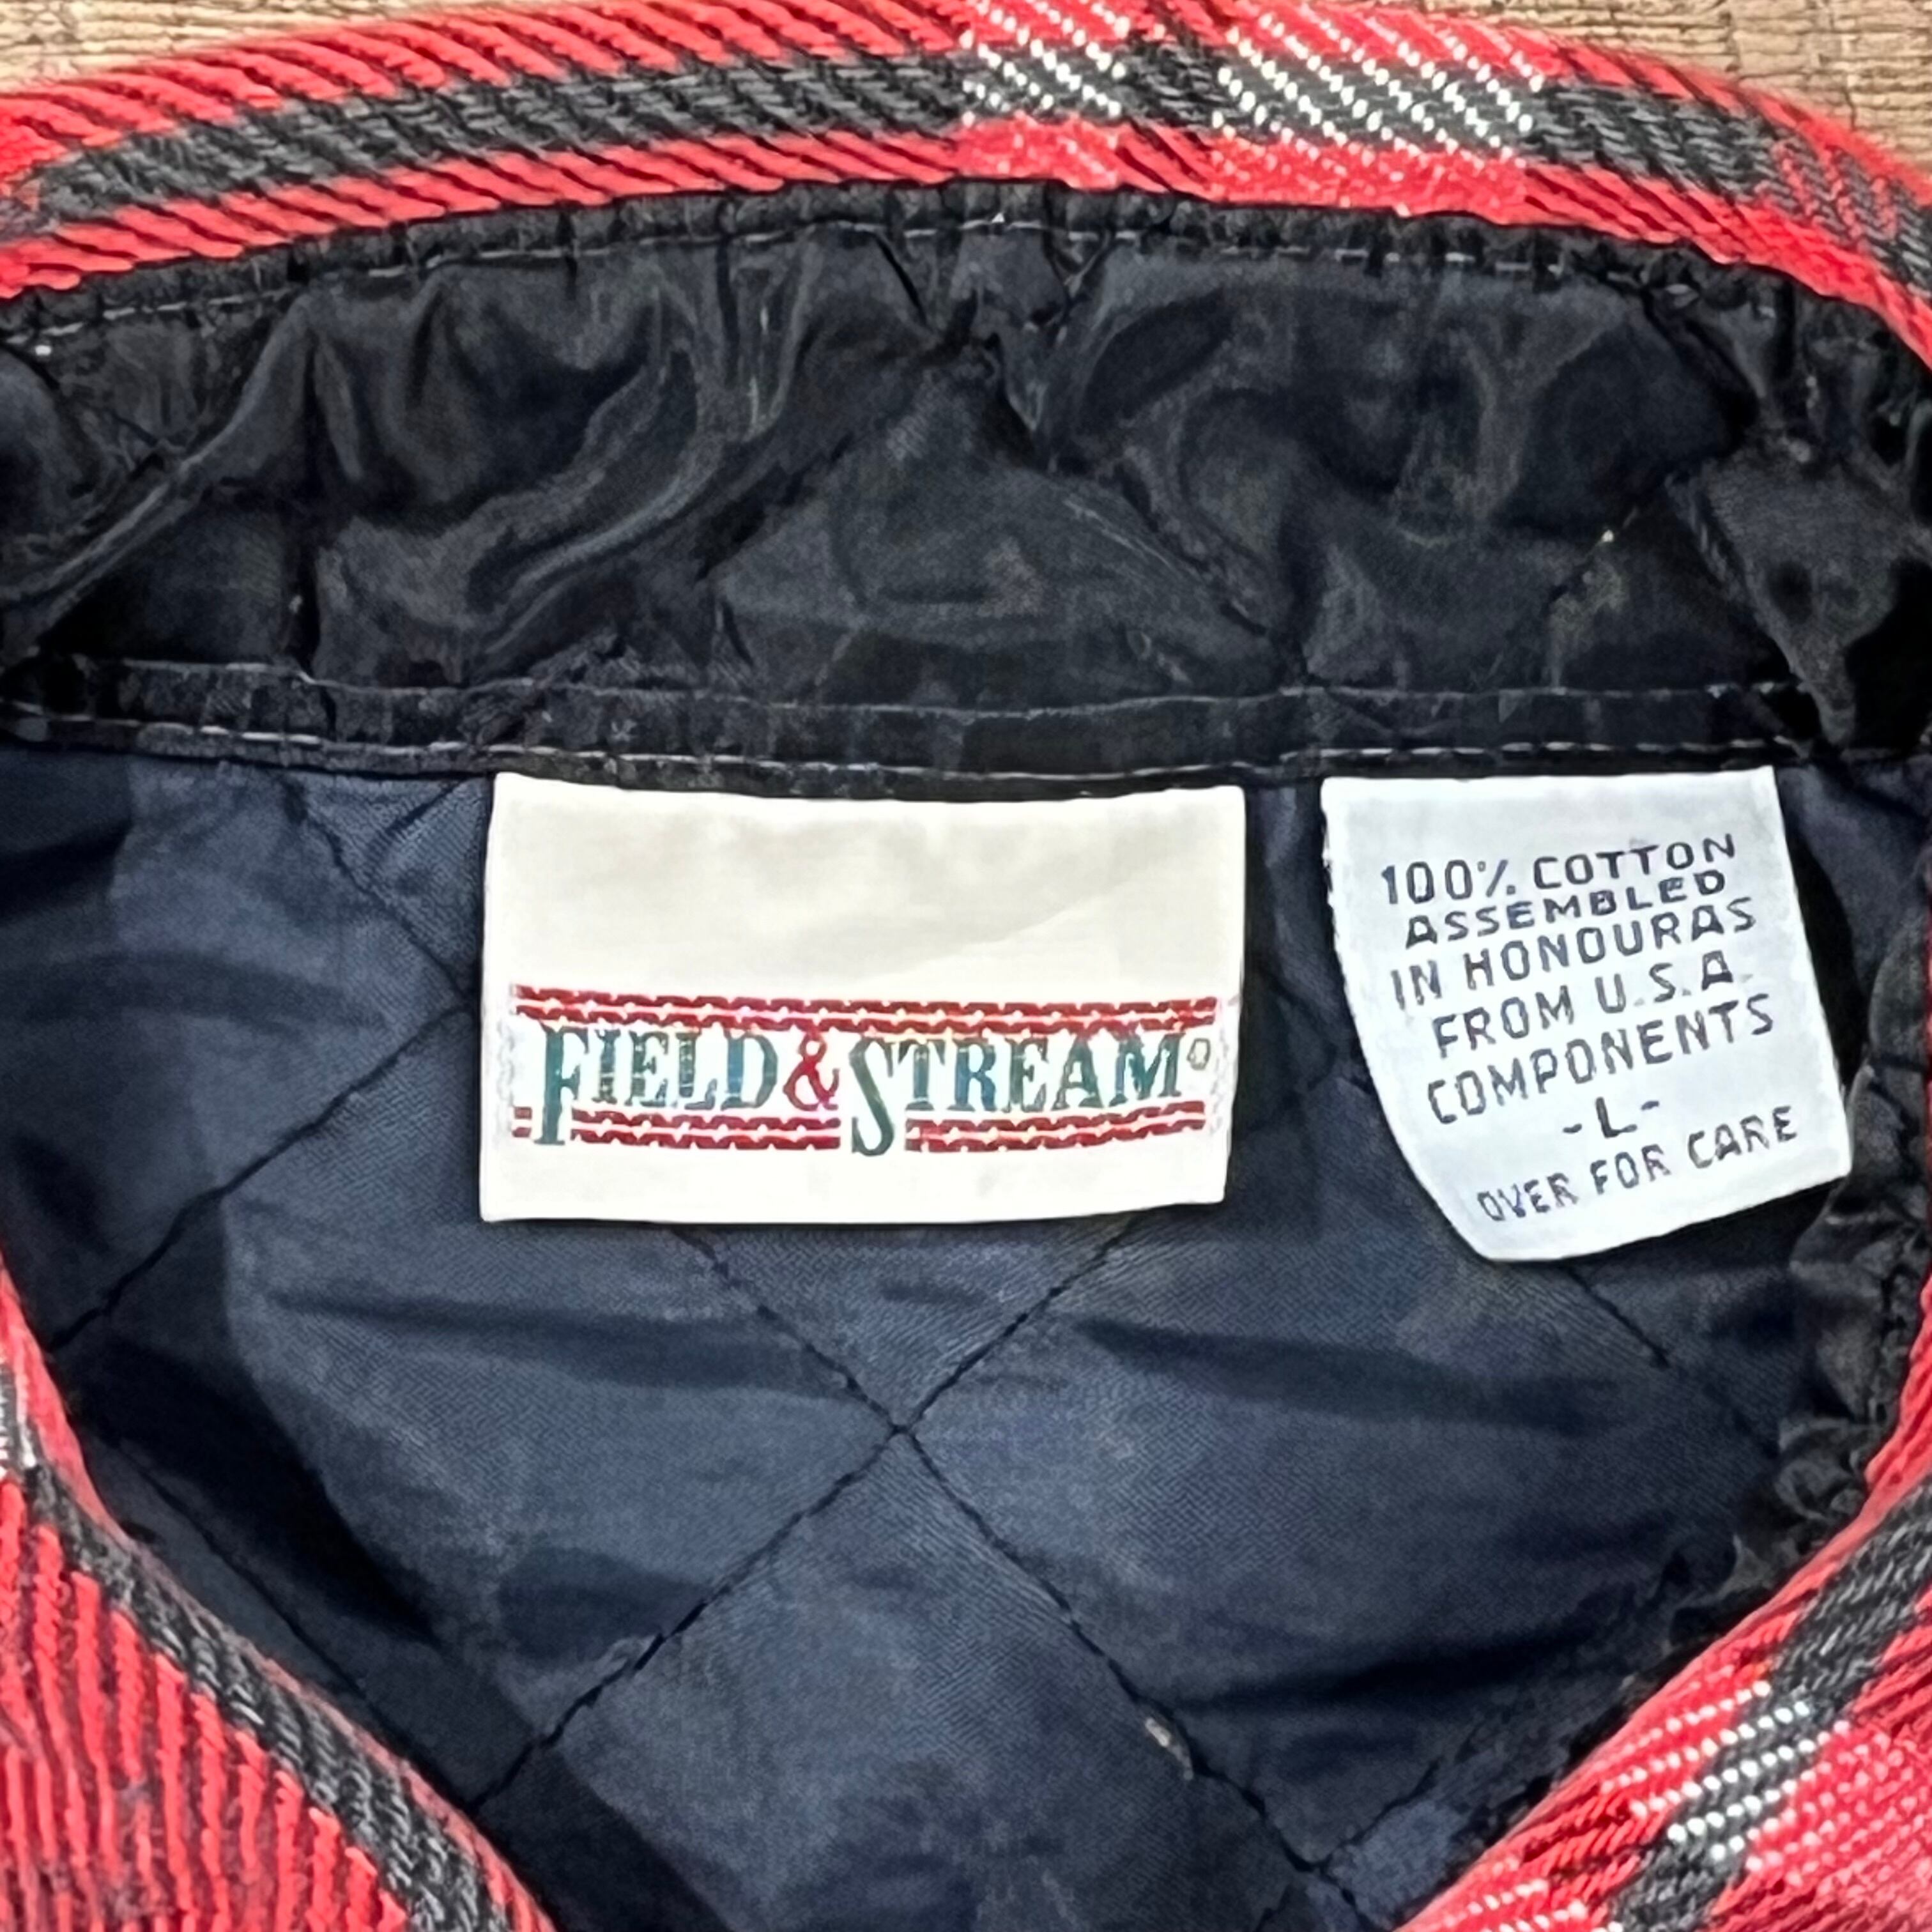 FIELD & STREAM
100% COTTON
ASSEMBLED
IN HONOURAS
FROM U.S.A
COMPONENTS
-L-
OVER FOR CARE